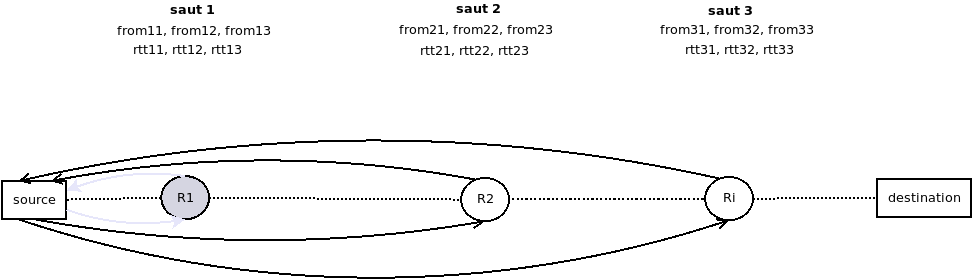 saut 1
from11, from12, from13
rtt11, rtt12, rtt13
saut 2
from21, from22, from23
rtt21, rtt22, rtt23
saut 3
from31, from32, from33
rtt31, rtt32, rtt33
source
R1
R2
Ri
destination